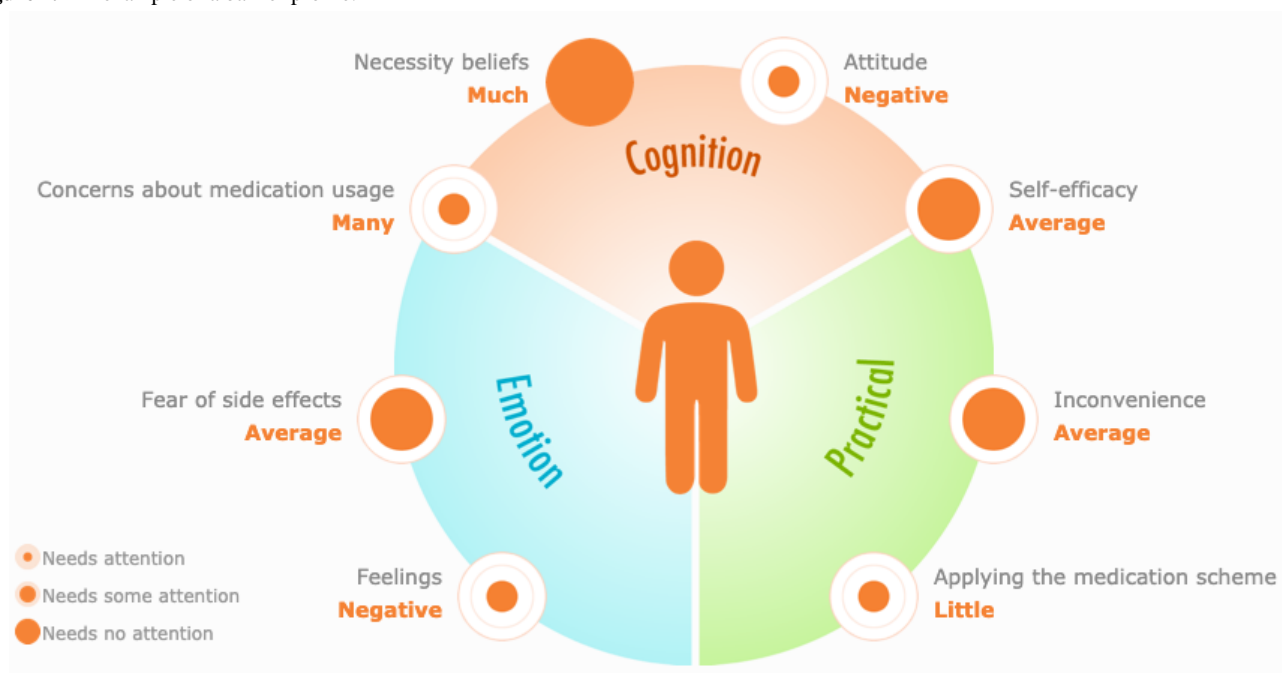 Necessity beliefs
Much
Attitude
Negative
Cognition
Concerns about medication usage
Many
Self-efficacy
Average
Fear of side effects
Average
Emotion
Practical
Inconvenience
Average
Needs attention
Needs some attention
Needs no attention
Feelings
Negative
Applying the medication scheme
Little